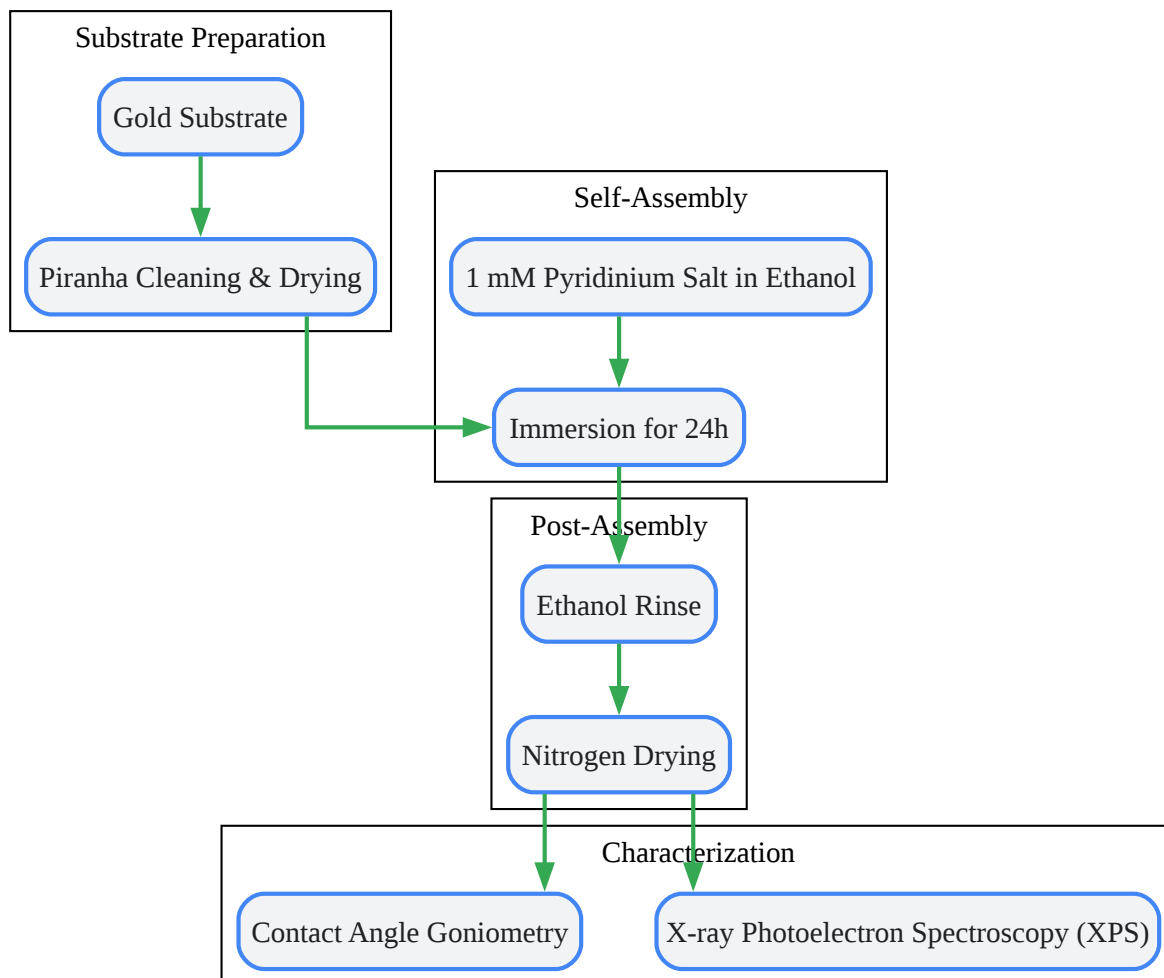 Substrate Preparation
Gold Substrate
Piranha Cleaning & Drying
Self-Assembly
1 mM Pyridinium Salt in Ethanol
Immersion for 24h
Post-Assembly
Ethanol Rinse
Nitrogen Drying
Characterization
Contact Angle Goniometry
X-ray Photoelectron Spectroscopy (XPS)